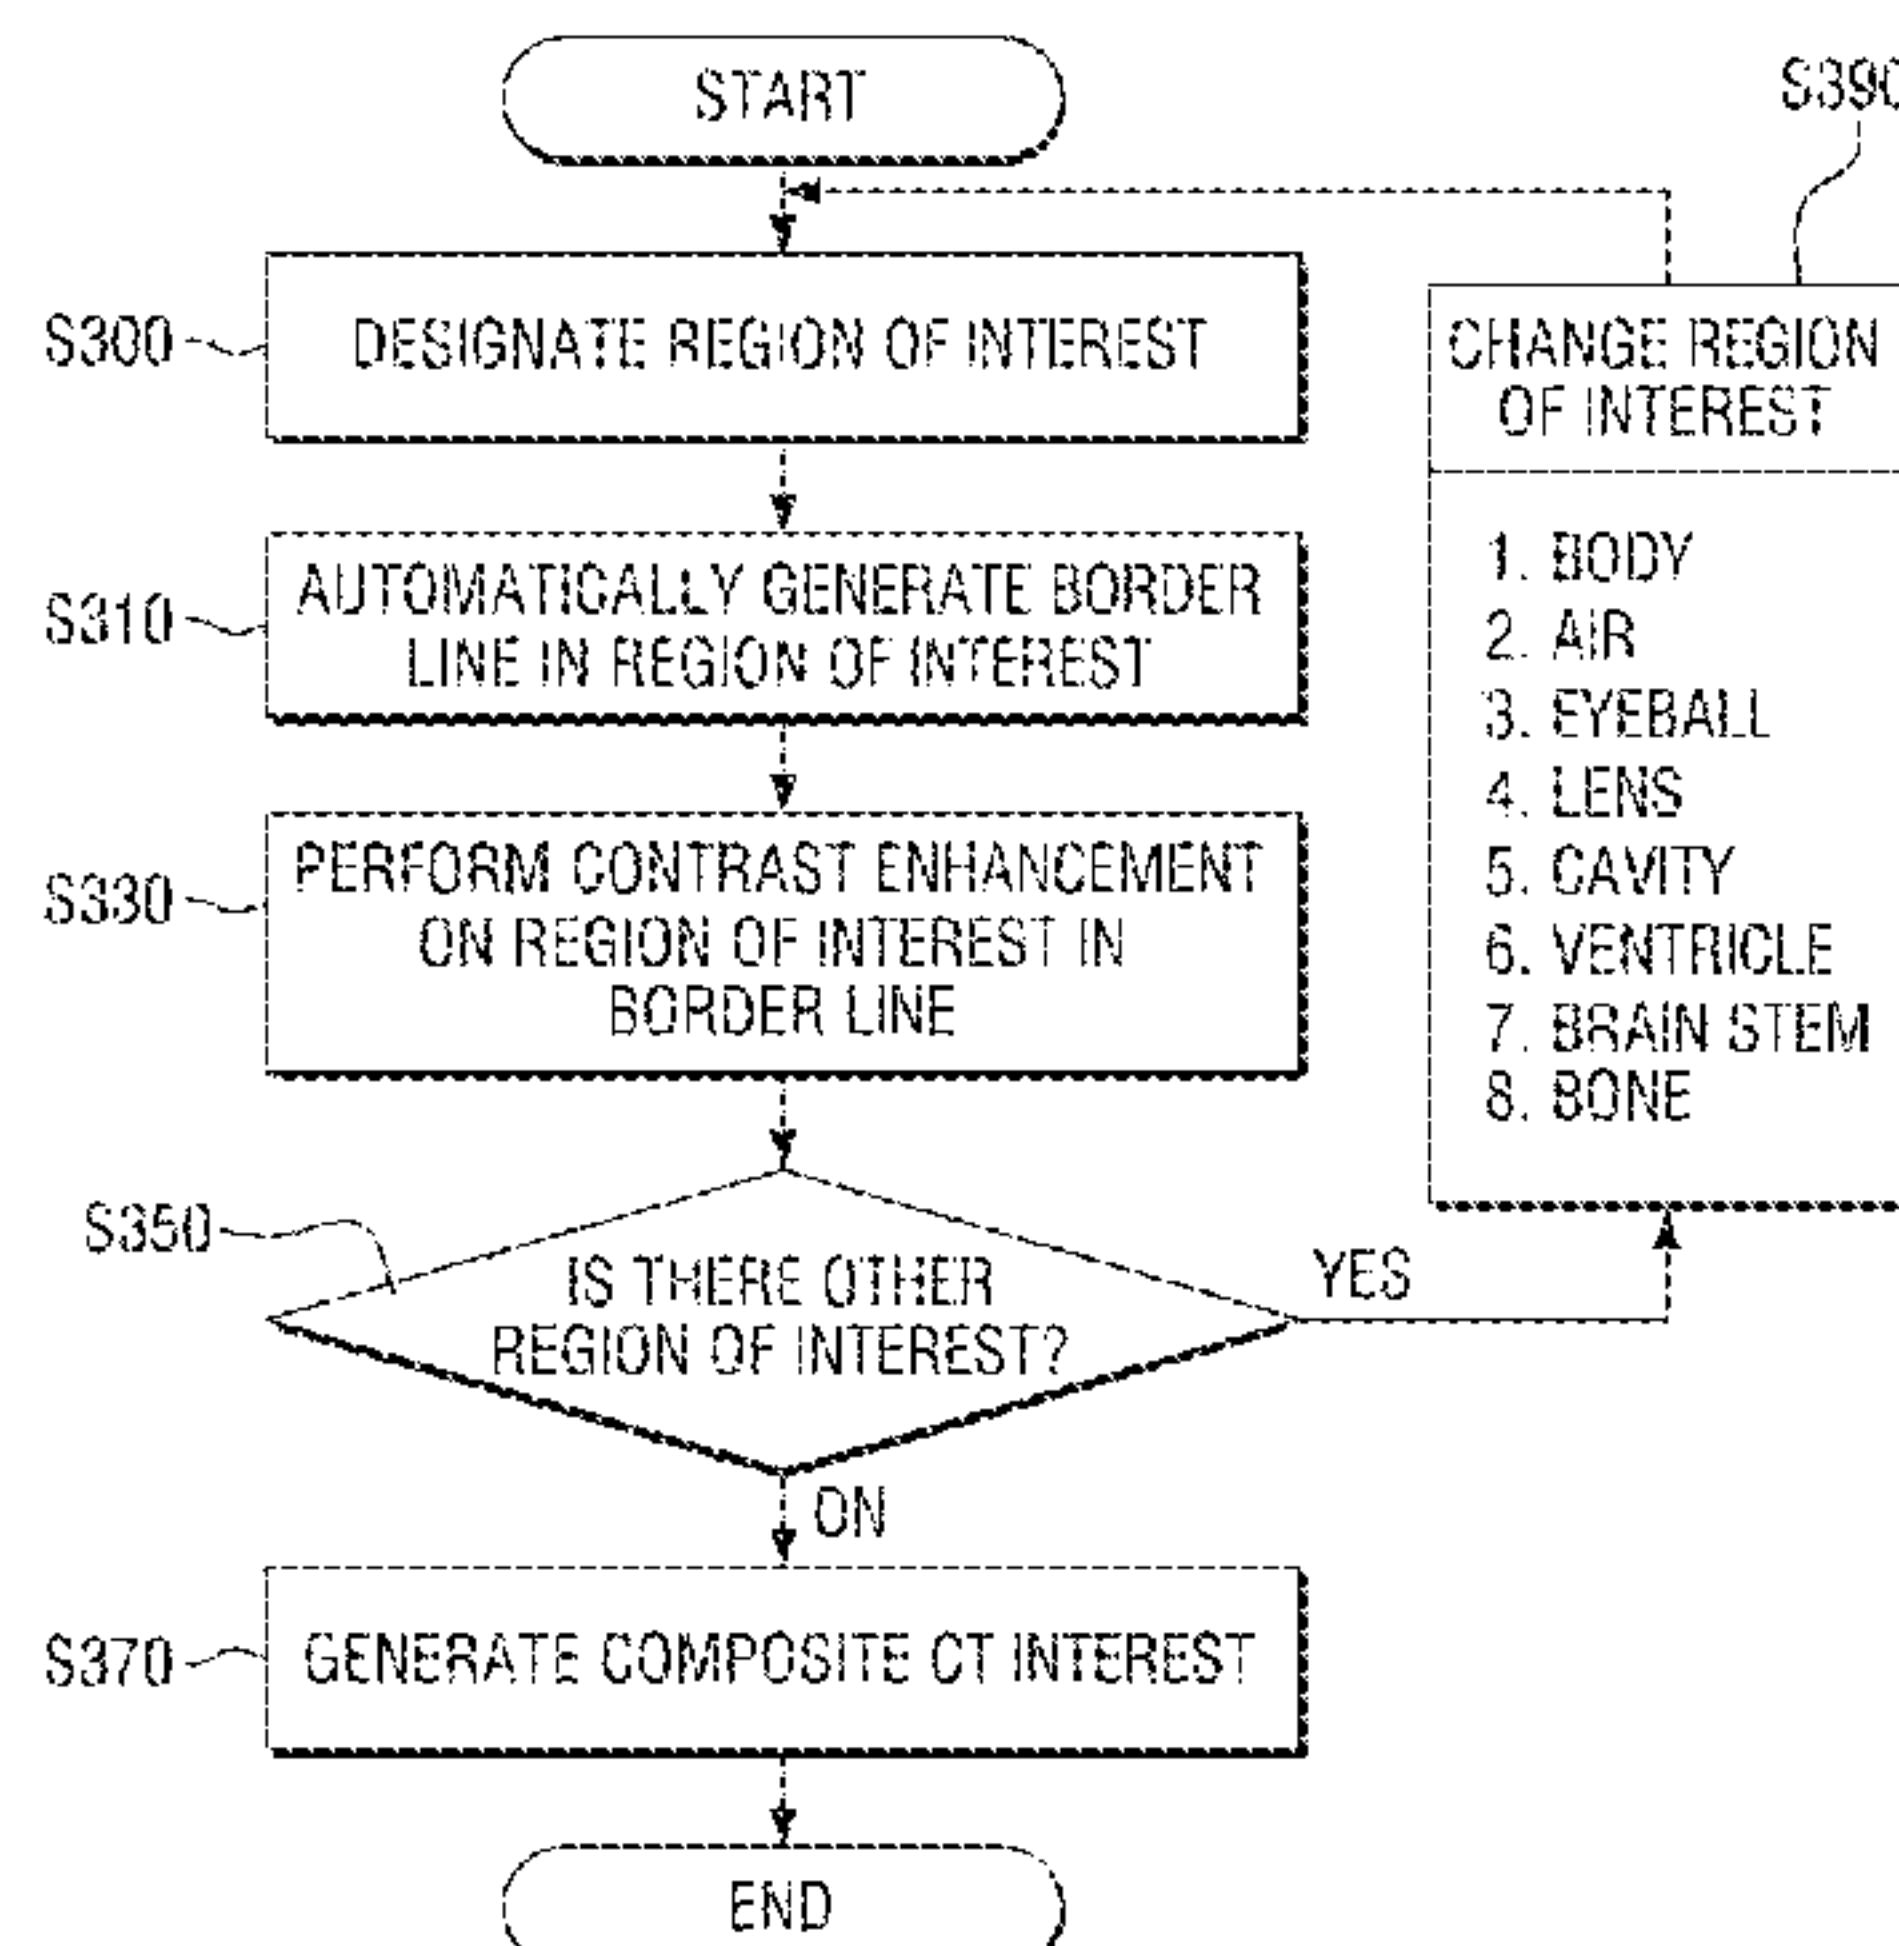 START
S390
S300
DESIGNATE REGION OF INTEREST
CHANGE REGION
OF INTEREST
S310
AUTOMATICALLY GENERATE BORDER
LINE IN REGION OF INTEREST
1. BODY
2. AIR
3. EYEBALL
4. LENS
5. CAVITY
6. VENTRICLE
7. BRAIN STEM
8. BONE
S330
PERFORM CONTRAST ENHANCEMENT
ON REGION OF INTEREST IN
BORDER LINE
S350
IS THERE OTHER
REGION OF INTEREST?
YES
ON
S370
GENERATE COMPOSITE CT INTEREST
END